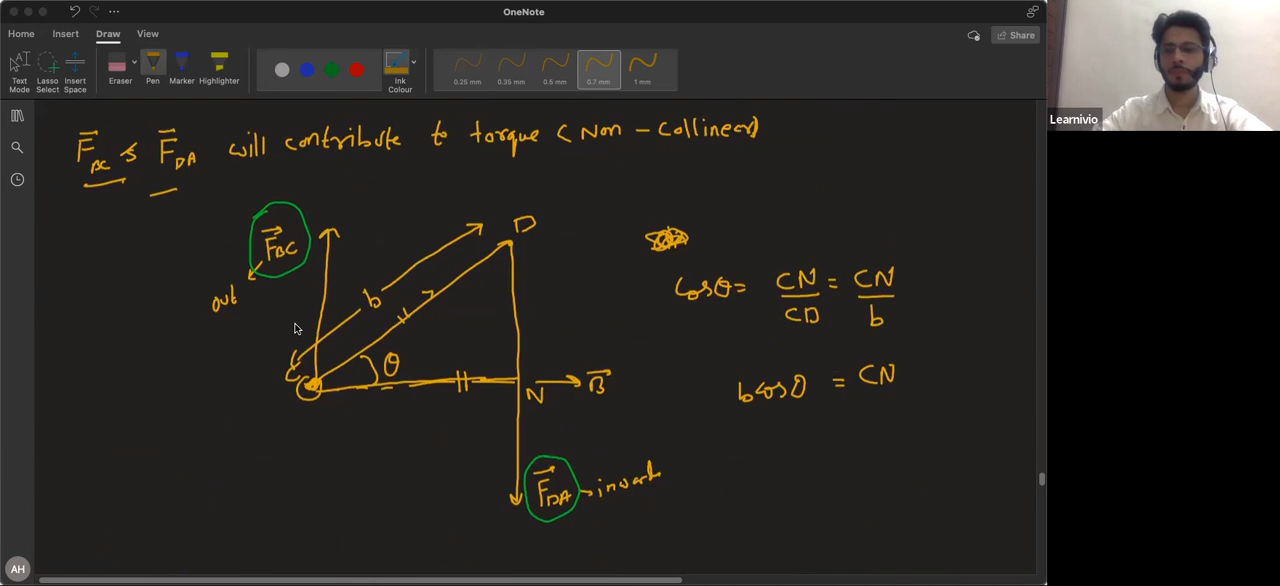 OneNote
Home Insert Draw View
Share
Text Mode
Lasso Select
Insert Space
Eraser
Pen
Marker
Highlighter
Ink Colour
0.25 mm
0.35 mm
0.5 mm
0.7 mm
1 mm
Learnivio
F⃗BC & F⃗DA will contribute to torque (Non - Collinear)
F⃗BC
out
D
b
C
θ
N
B⃗
F⃗DA
inward
cosθ = CN/CD = CN/b
b cosθ = CN
AH